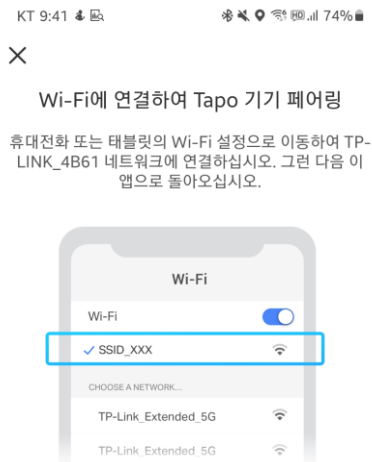 KT 9:41
74%
Wi-Fi에 연결하여 Tapo 기기 페어링
휴대전화 또는 태블릿의 Wi-Fi 설정으로 이동하여 TP-
LINK_4B61 네트워크에 연결하십시오. 그런 다음 이
앱으로 돌아오십시오.
Wi-Fi
Wi-Fi
SSID_XXX
CHOOSE A NETWORK...
TP-Link_Extended_5G
TP-Link_Extended_5G